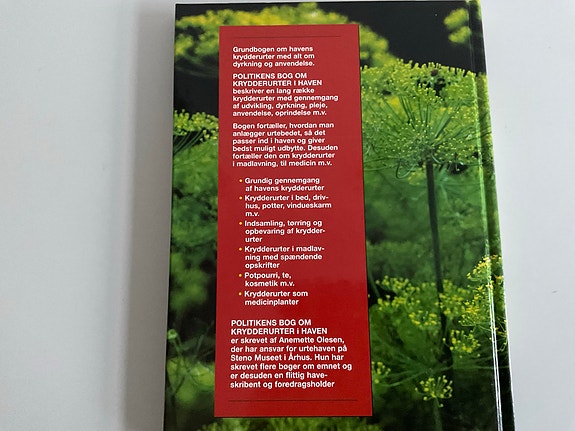 Grundbogen om havens
krydderurter med alt om
dyrkning og anvendelse.
POLITIKENS BOG OM
KRYDDERURTER I HAVEN
beskriver en lang række
krydderurter med gennemgang
af udvikling, dyrkning, pleje,
anvendelse, oprindelse m.v.
Bogen fortæller, hvordan man
anlægger urtebedet, så det
passer ind i haven og giver
bedst muligt udbytte. Desuden
fortæller den om krydderurter
i madlavning, til medicin m.v.
• Grundig gennemgang
af havens krydderurter
• Krydderurter i bed, driv-
hus, potter, vindueskarm
m.v.
• Indsamling, tørring og
opbevaring af krydder-
urter
• Krydderurter i madlav-
ning med spændende
opskrifter
• Potpourri, te,
kosmetik m.v.
• Krydderurter som
medicinplanter
POLITIKENS BOG OM
KRYDDERURTER i HAVEN
er skrevet af Anemette Olesen,
der har ansvar for urtehaven på
Steno Museet i Århus. Hun har
skrevet flere bøger om emnet og
er desuden en flittig have-
skribent og foredragsholder